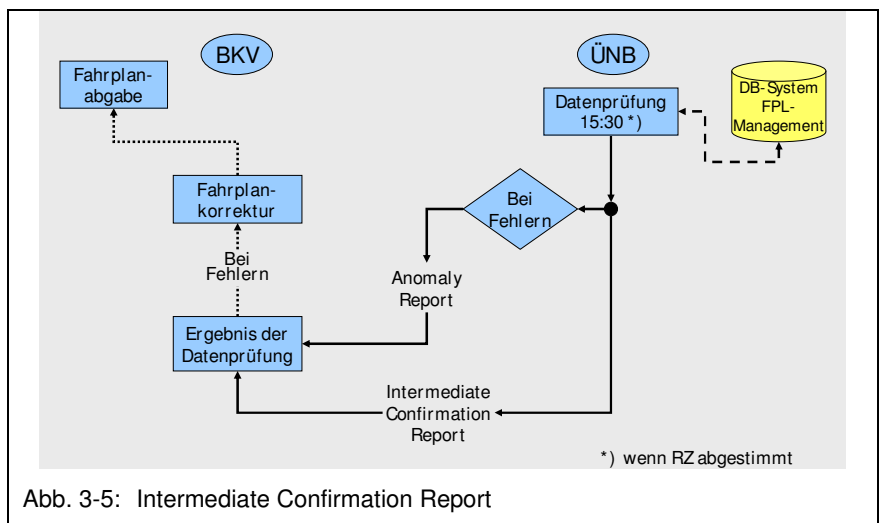 BKV
ÜNB
Fahrplan-
abgabe
Datenprüfung
15:30 *)
DB-System
FPL-
Management
Fahrplan-
korrektur
Bei
Fehlern
Bei
Fehlern
Anomaly
Report
Ergebnis der
Datenprüfung
Intermediate
Confirmation
Report
*) wenn RZ abgestimmt
Abb. 3-5: Intermediate Confirmation Report